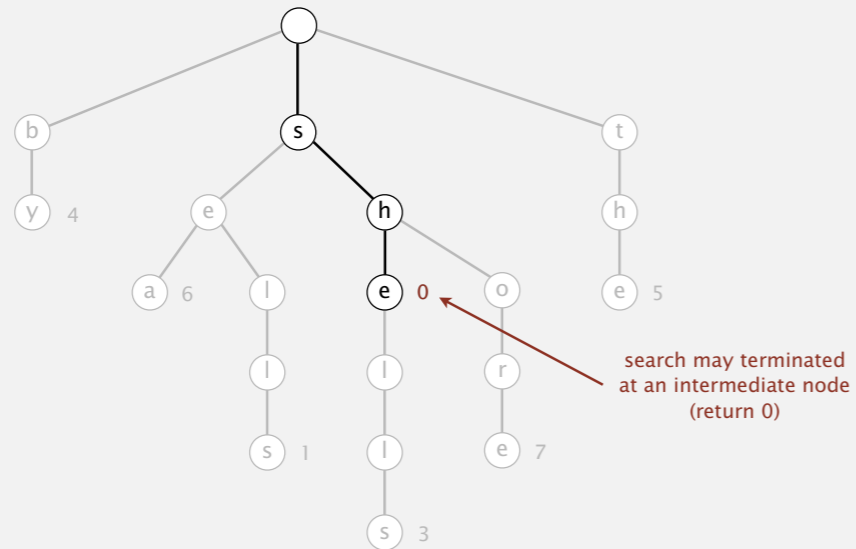 b s t
y 4 e h h
a 6 l e 0 o e 5
l l r
search may terminated
at an intermediate node
(return 0)
s 1 l e 7
s 3